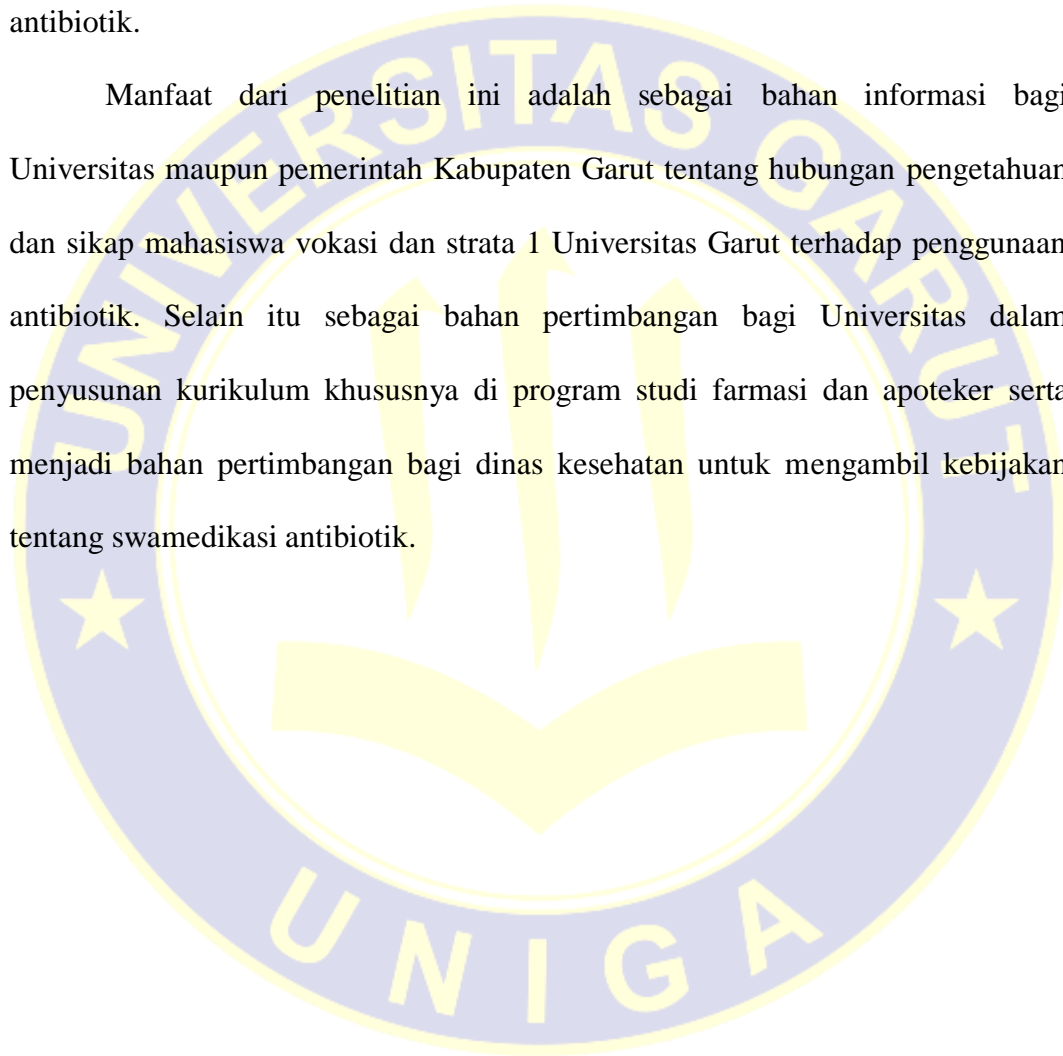 antibiotik.
Manfaat dari penelitian ini adalah sebagai bahan informasi bagi
Universitas maupun pemerintah Kabupaten Garut tentang hubungan pengetahuan
dan sikap mahasiswa vokasi dan strata 1 Universitas Garut terhadap penggunaan
antibiotik. Selain itu sebagai bahan pertimbangan bagi Universitas dalam
penyusunan kurikulum khususnya di program studi farmasi dan apoteker serta
menjadi bahan pertimbangan bagi dinas kesehatan untuk mengambil kebijakan
tentang swamedikasi antibiotik.
UNIVERSITAS GARUT
UNIGA